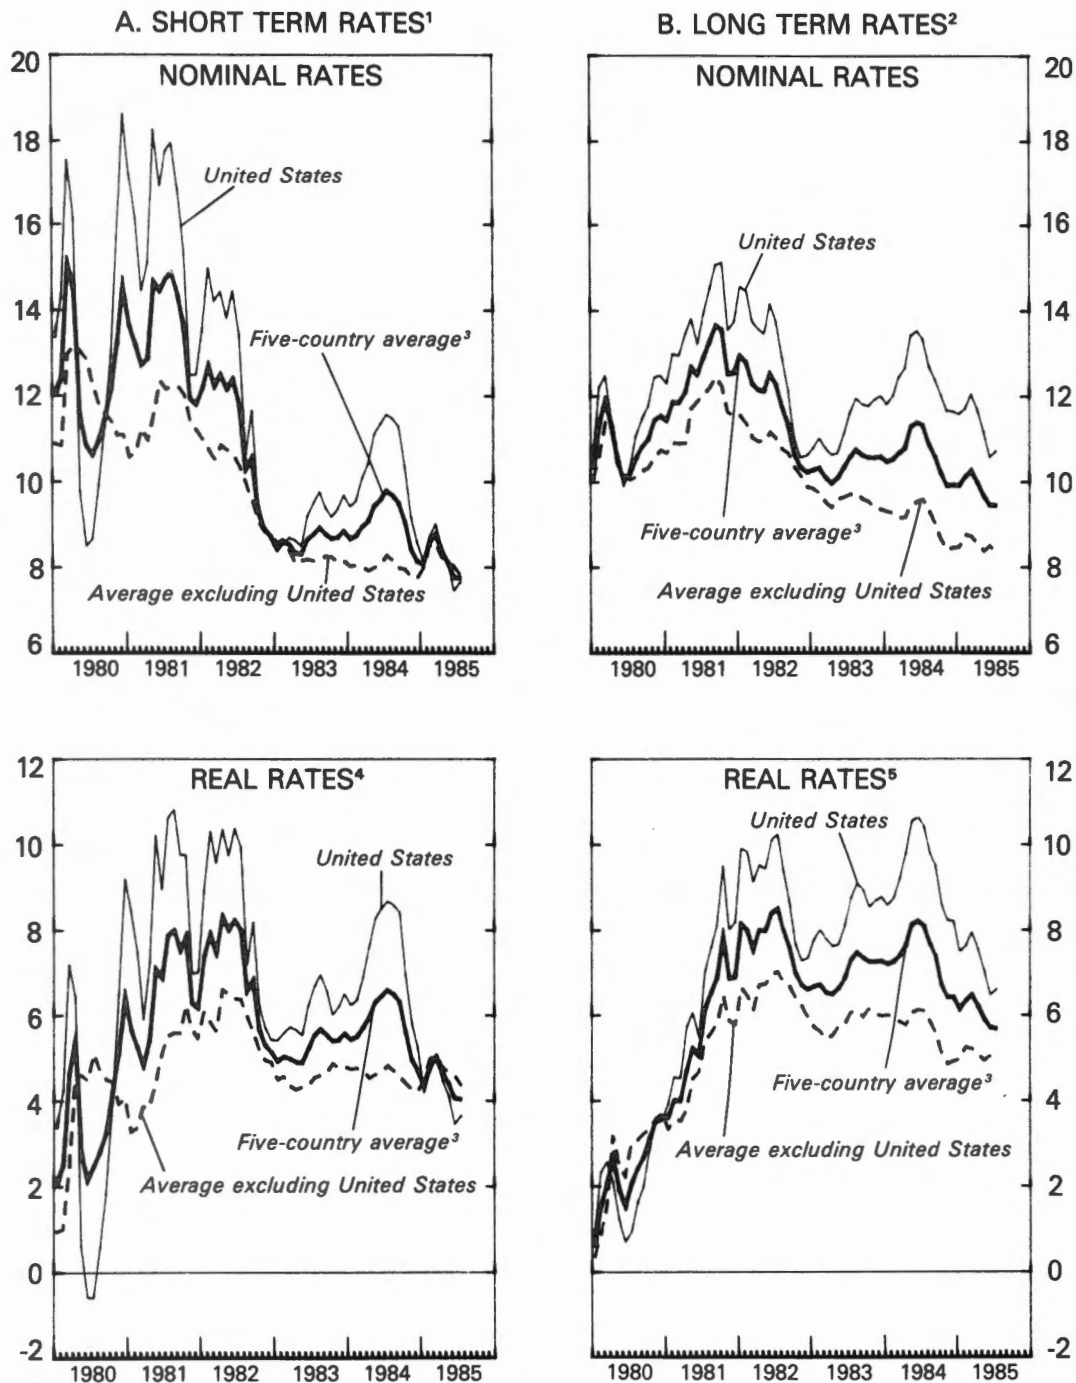 A. SHORT TERM RATES¹
B. LONG TERM RATES²
NOMINAL RATES
20
18
16
14
12
10
8
6
United States
Five-country average³
Average excluding United States
1980 1981 1982 1983 1984 1985
NOMINAL RATES
20
18
16
14
12
10
8
6
United States
Five-country average³
Average excluding United States
1980 1981 1982 1983 1984 1985
REAL RATES⁴
12
10
8
6
4
2
0
-2
United States
Five-country average³
Average excluding United States
1980 1981 1982 1983 1984 1985
REAL RATES⁵
12
10
8
6
4
2
0
-2
United States
Five-country average³
Average excluding United States
1980 1981 1982 1983 1984 1985